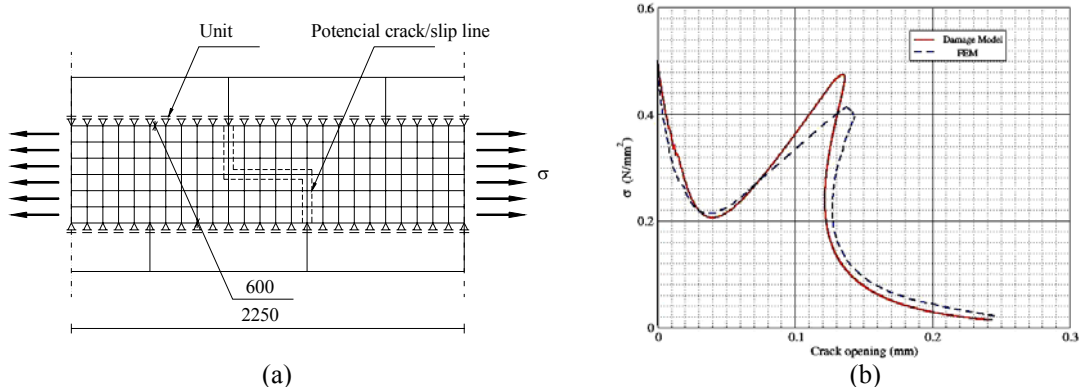 Unit
Potencial crack/slip line
σ
600
2250
(a)
0.6
0.4
0.2
0
σ (N/mm²)
Damage Model
FEM
0
0.1
0.2
0.3
Crack opening (mm)
(b)